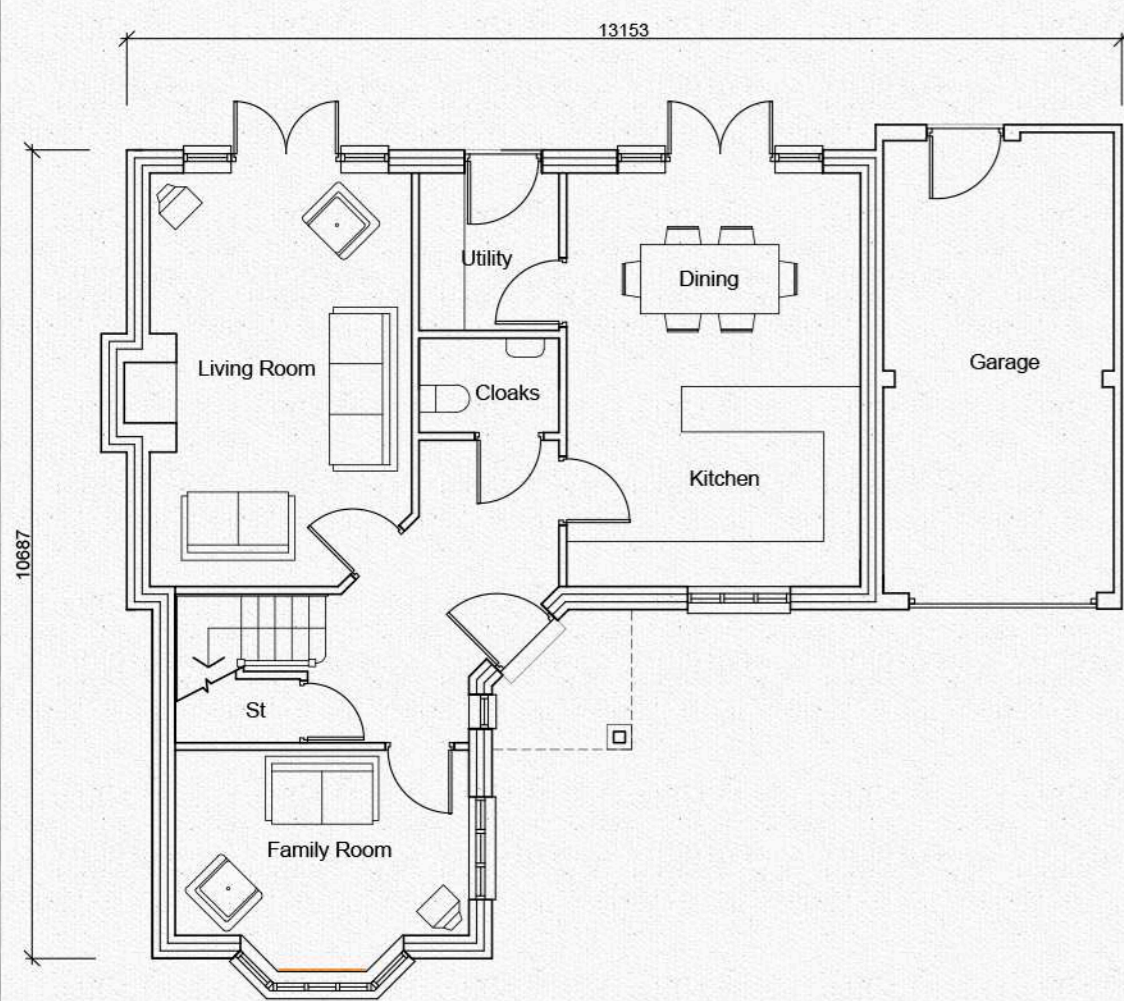 13153
Utility
Dining
Living Room
Garage
Cloaks
Kitchen
10687
St
Family Room